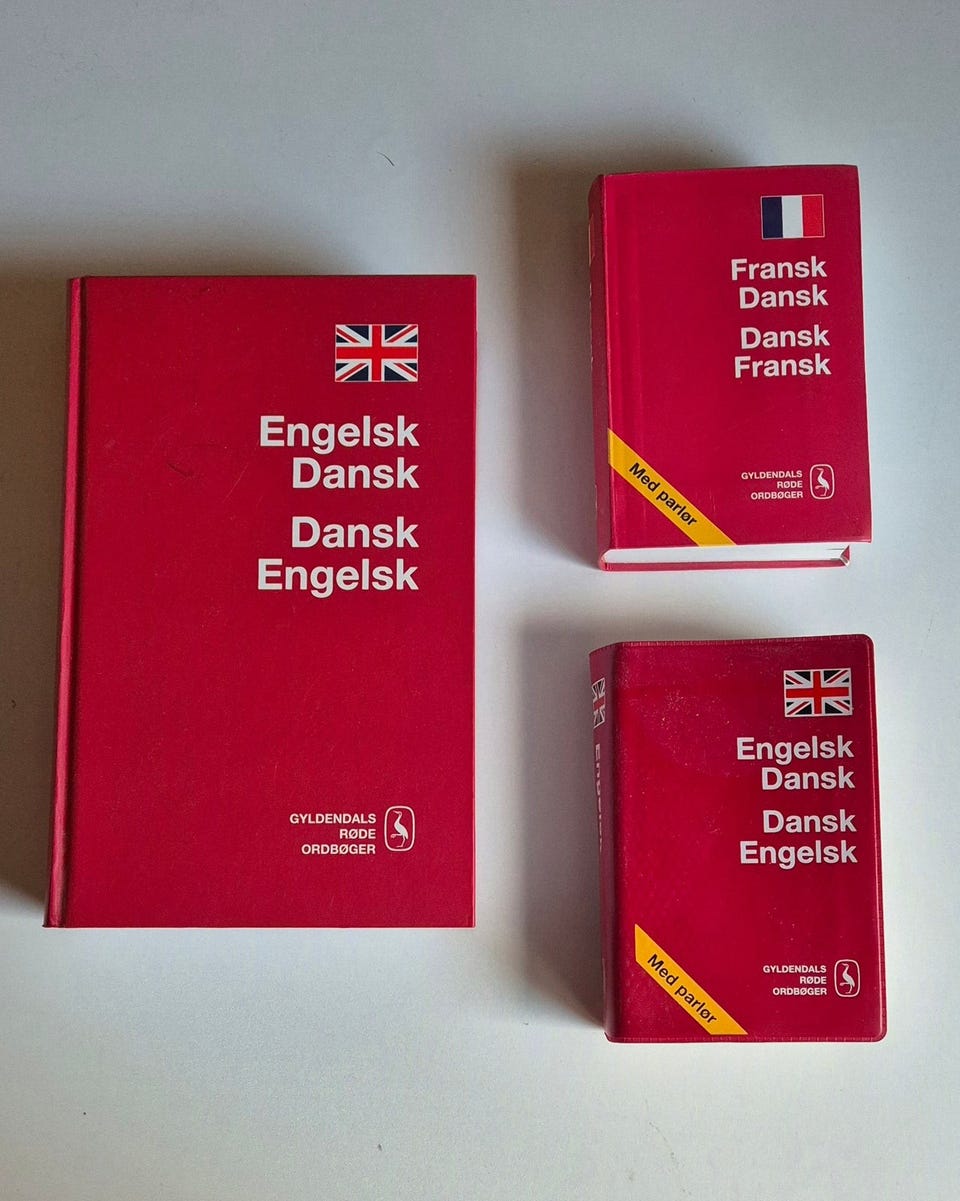 Engelsk
Dansk
Dansk
Engelsk
GYLDENDALS
RØDE
ORDBØGER
Fransk
Dansk
Dansk
Fransk
Med parlør
GYLDENDALS
RØDE
ORDBØGER
Engelsk
Dansk
Dansk
Engelsk
Med parlør
GYLDENDALS
RØDE
ORDBØGER